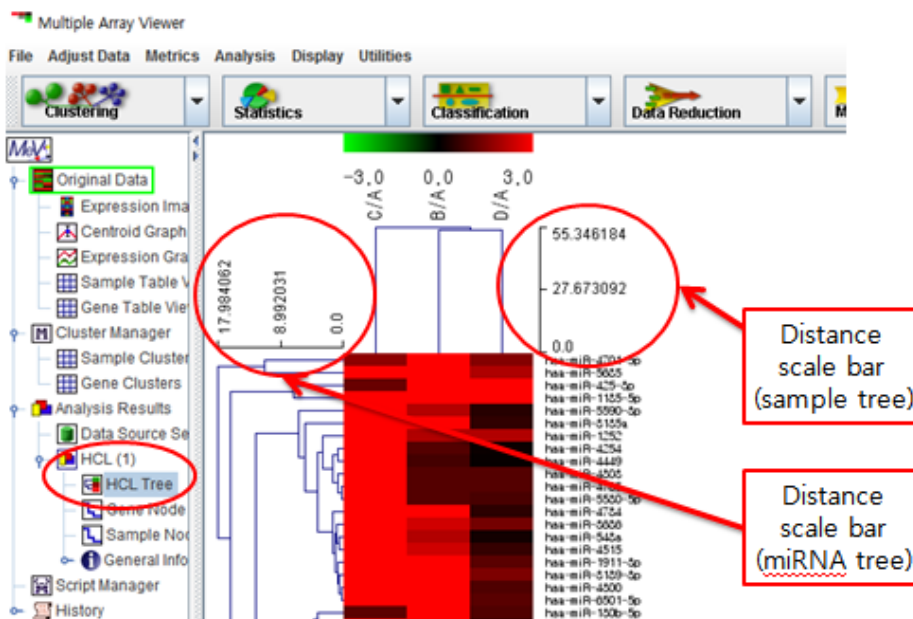 Multiple Array Viewer
File Adjust Data Metrics Analysis Display Utilities
Clustering
Statistics
Classification
Data Reduction
M
MeV
Original Data
Expression Ima
Centroid Graph
Expression Gra
Sample Table V
Gene Table Vie
Cluster Manager
Sample Cluster
Gene Clusters
Analysis Results
Data Source Se
HCL (1)
HCL Tree
Gene Node
Sample Nod
General Info
Script Manager
History
-3.0 0.0 3.0
C/A
B/A
D/A
17.984062
8.992031
0.0
55.346184
27.673092
0.0
hsa-miR-5685
hsa-miR-425-3p
hsa-miR-1185-5p
hsa-miR-5590-3p
hsa-miR-1252
hsa-miR-4254
hsa-miR-4449
hsa-miR-5580-5p
hsa-miR-4784
hsa-miR-548a
hsa-miR-4515
hsa-miR-1911-3p
hsa-miR-4500
hsa-miR-6501-5p
Distance
scale bar
(sample tree)
Distance
scale bar
(miRNA tree)